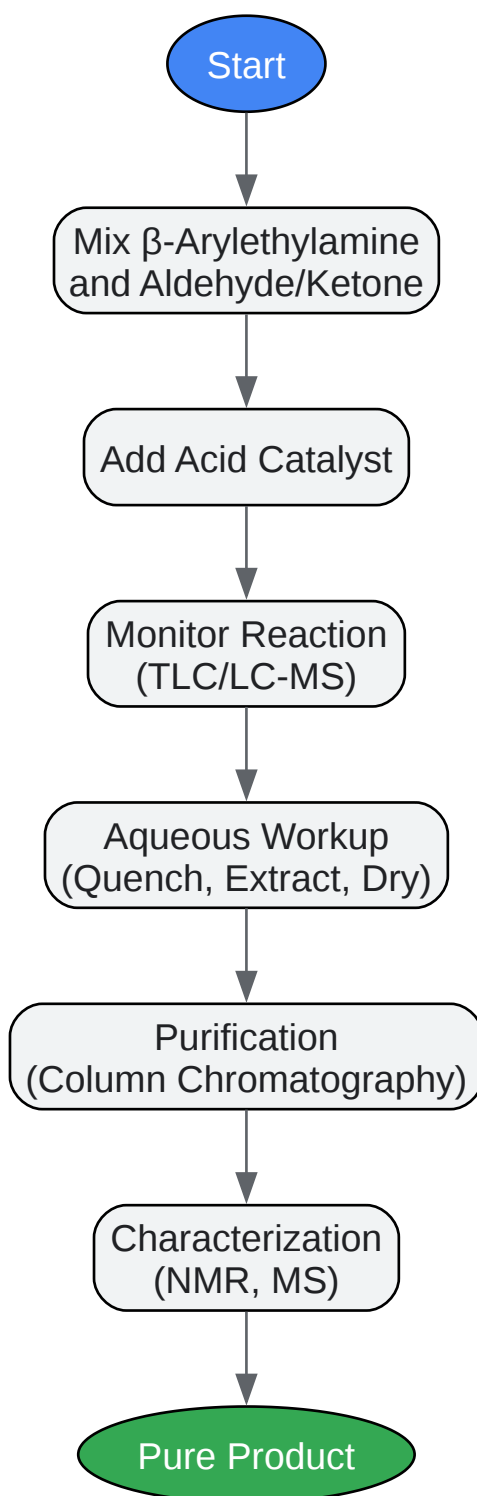 Start
Mix β-Arylethylamine
and Aldehyde/Ketone
Add Acid Catalyst
Monitor Reaction
(TLC/LC-MS)
Aqueous Workup
(Quench, Extract, Dry)
Purification
(Column Chromatography)
Characterization
(NMR, MS)
Pure Product